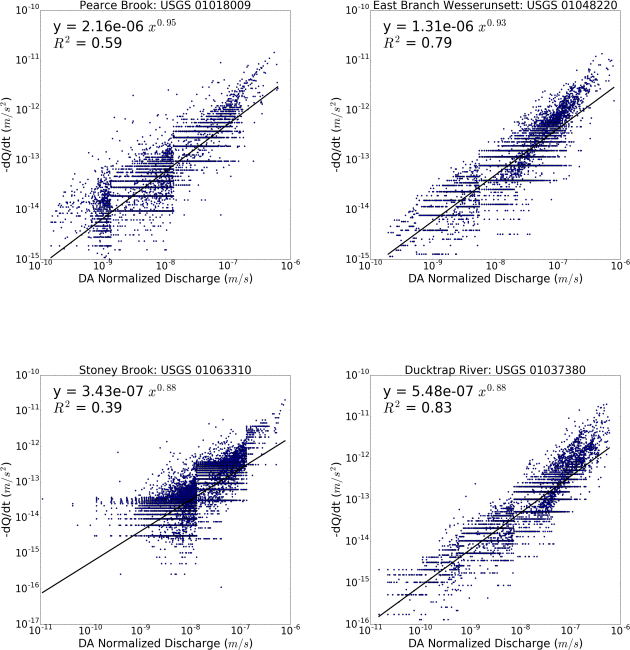 Pearce Brook: USGS 01018009
y = 2.16e-06 x^0.95
R^2 = 0.59
10^-10
10^-11
10^-12
10^-13
10^-14
10^-15
-dQ/dt (m/s^2)
10^-10 10^-9 10^-8 10^-7 10^-6
DA Normalized Discharge (m/s)
East Branch Wesserunsett: USGS 01048220
y = 1.31e-06 x^0.93
R^2 = 0.79
10^-10
10^-11
10^-12
10^-13
10^-14
10^-15
-dQ/dt (m/s^2)
10^-10 10^-9 10^-8 10^-7 10^-6
DA Normalized Discharge (m/s)
Stoney Brook: USGS 01063310
y = 3.43e-07 x^0.88
R^2 = 0.39
10^-10
10^-11
10^-12
10^-13
10^-14
10^-15
10^-16
10^-17
-dQ/dt (m/s^2)
10^-11 10^-10 10^-9 10^-8 10^-7 10^-6
DA Normalized Discharge (m/s)
Ducktrap River: USGS 01037380
y = 5.48e-07 x^0.88
R^2 = 0.83
10^-10
10^-11
10^-12
10^-13
10^-14
10^-15
10^-16
-dQ/dt (m/s^2)
10^-11 10^-10 10^-9 10^-8 10^-7 10^-6
DA Normalized Discharge (m/s)